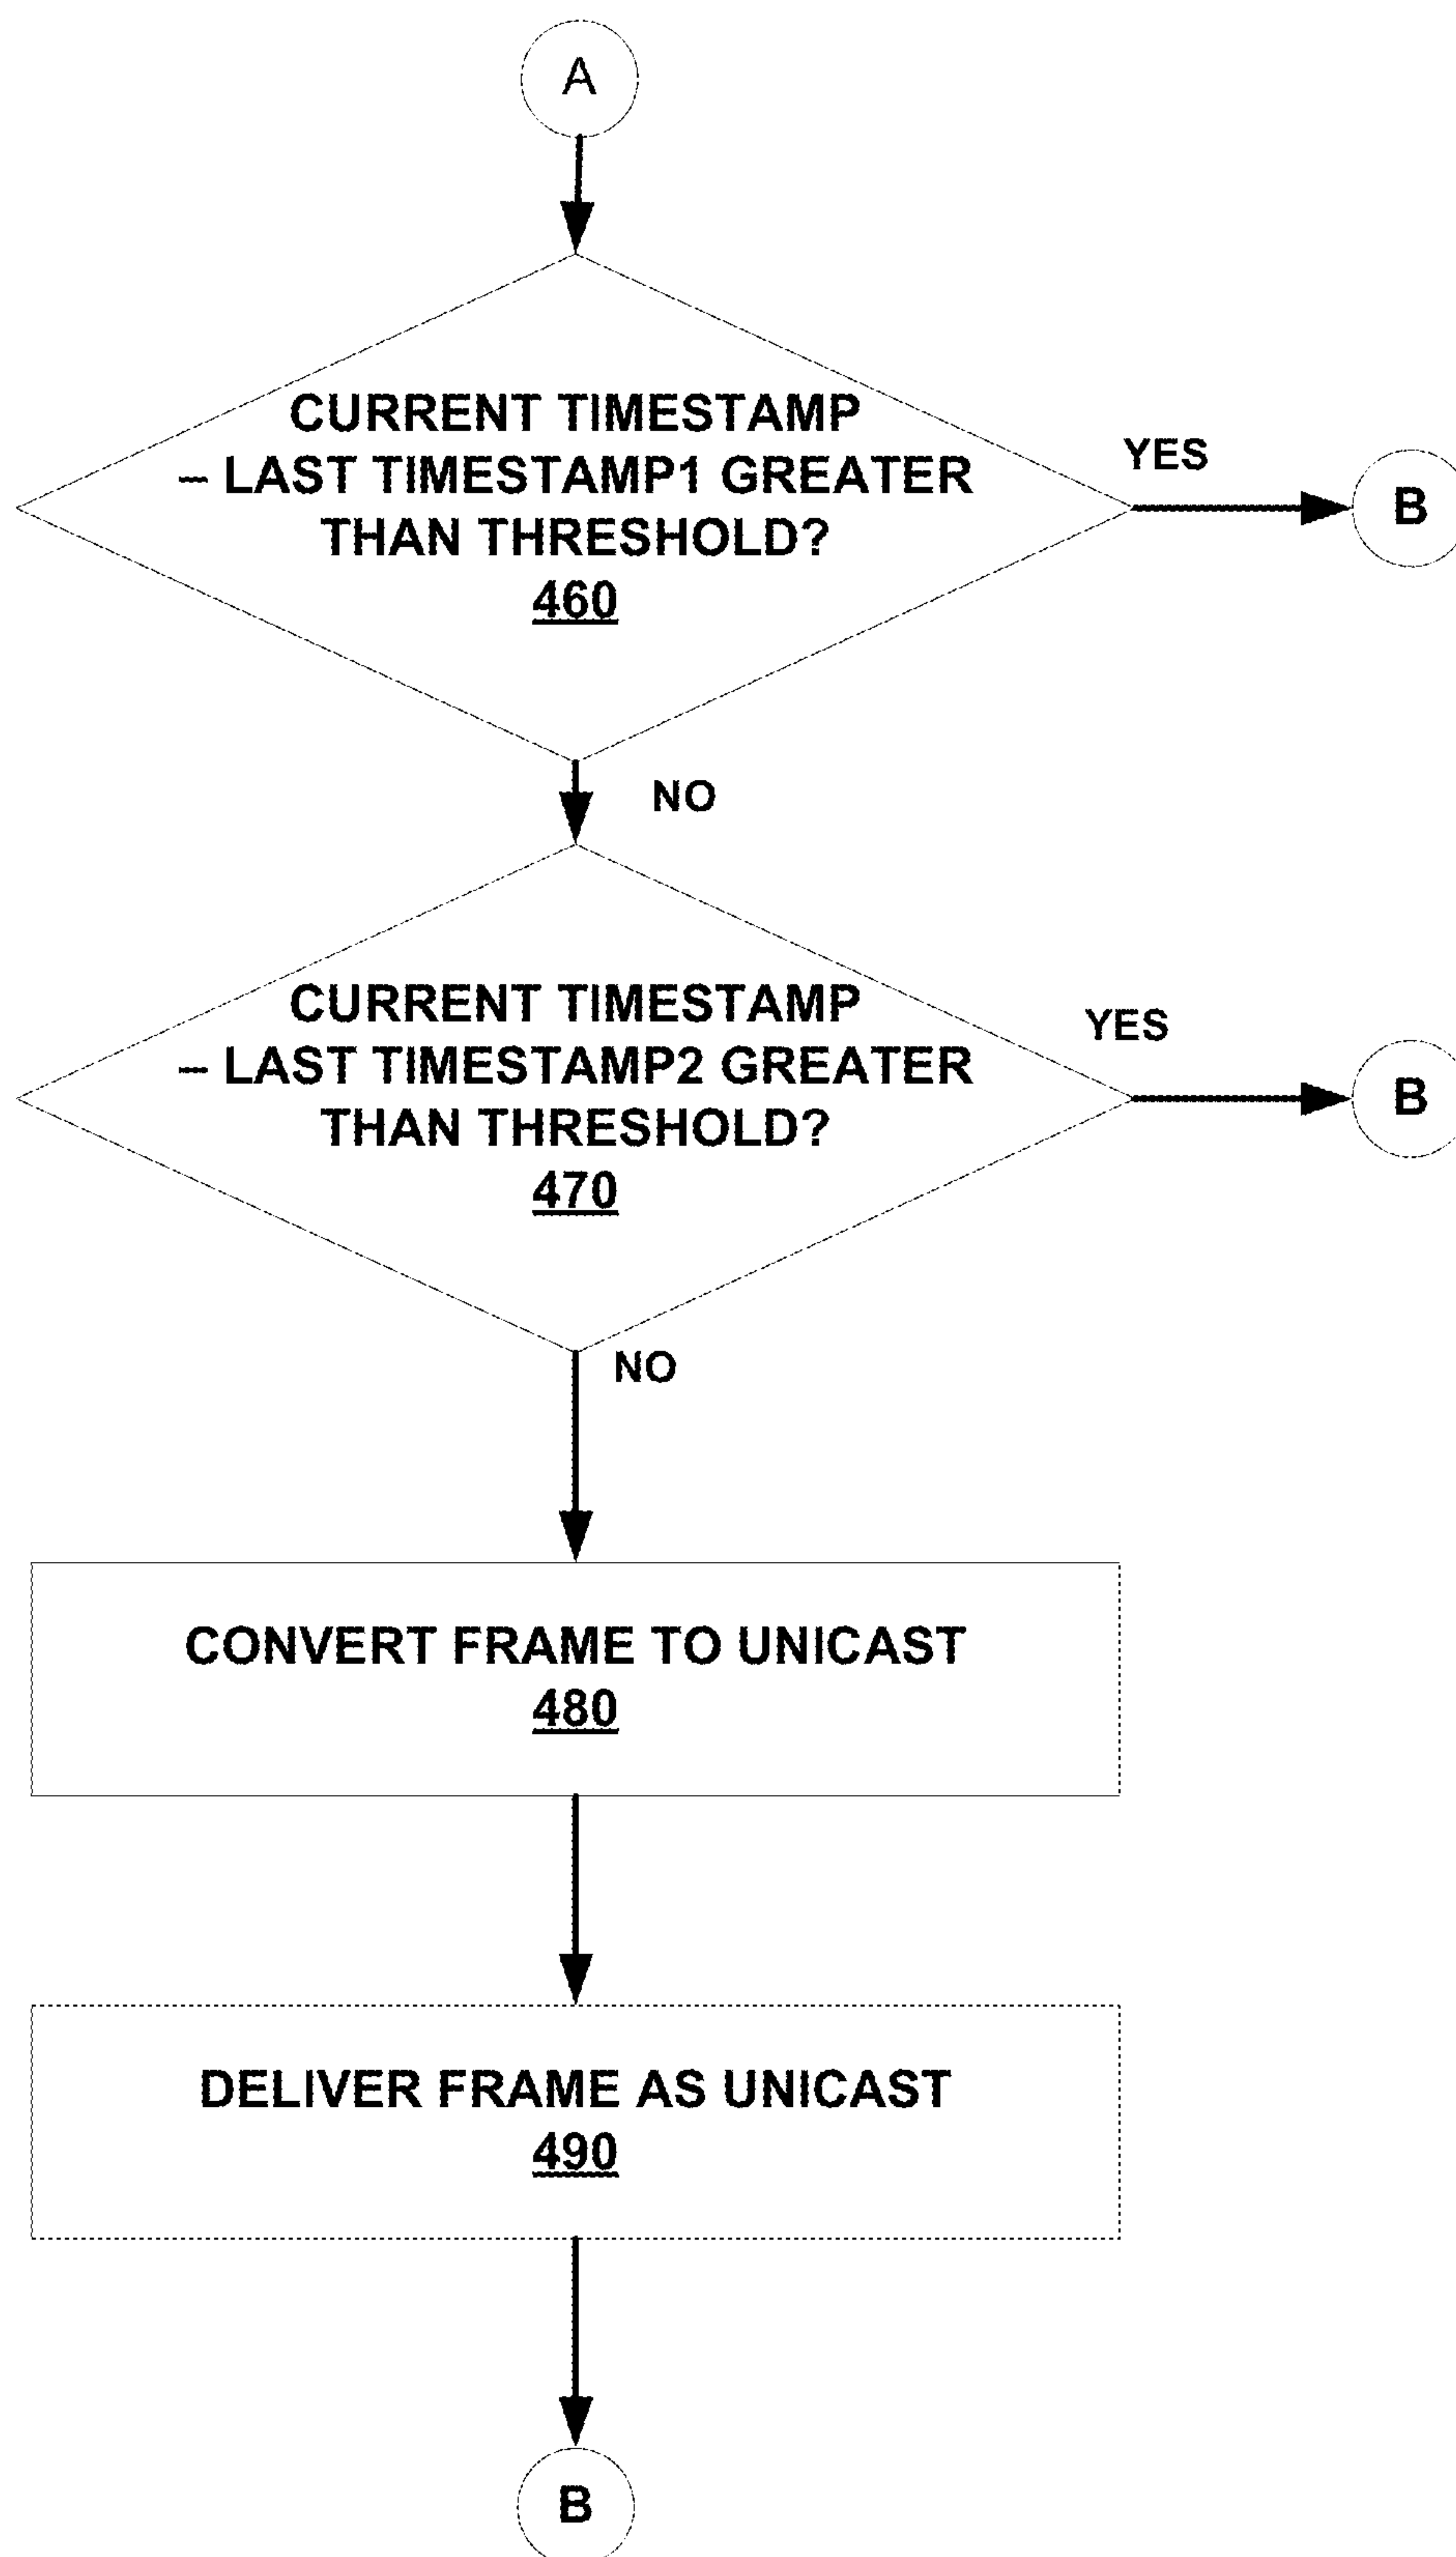 A
CURRENT TIMESTAMP
– LAST TIMESTAMP1 GREATER
THAN THRESHOLD?
460
YES
B
NO
CURRENT TIMESTAMP
– LAST TIMESTAMP2 GREATER
THAN THRESHOLD?
470
YES
B
NO
CONVERT FRAME TO UNICAST
480
DELIVER FRAME AS UNICAST
490
B